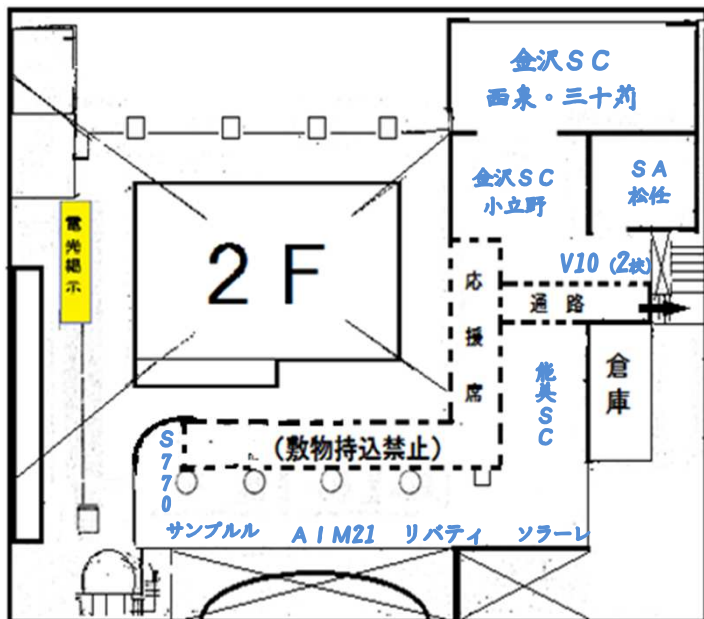 金沢SC
西泉・三十苅
金沢SC
小立野
SA
松任
電光掲示
2F
V10(2枚)
応援席
通路
能美SC
倉庫
(敷物持込禁止)
S770
サンプルル
AIM21
リバティ
ソラーレ